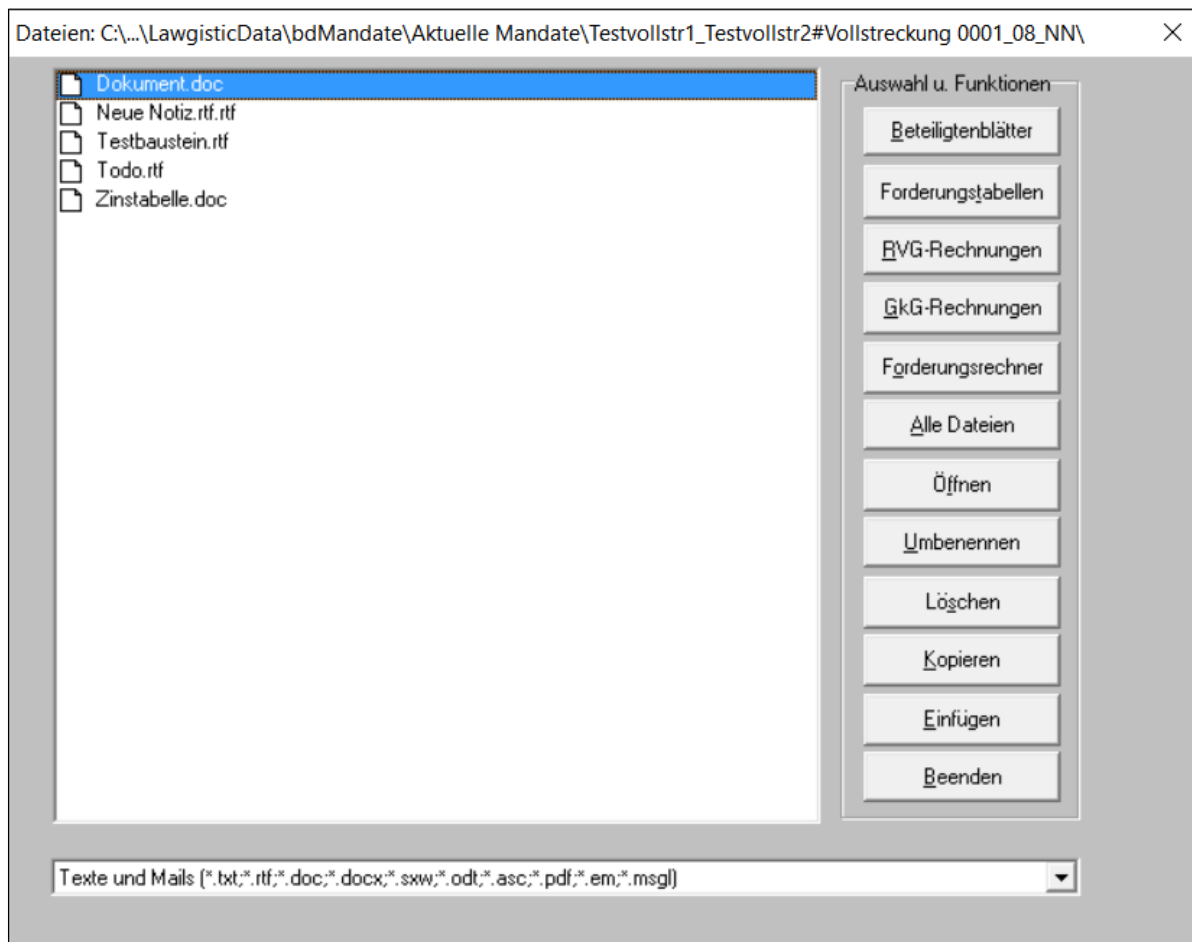 Dateien: C:\...\LawgisticData\bdMandate\Aktuelle Mandate\Testvollstr1_Testvollstr2#Vollstreckung 0001_08_NN\
Dokument.doc
Neue Notiz.rtf.rtf
Testbaustein.rtf
Todo.rtf
Zinstabelle.doc
Auswahl u. Funktionen
Beteiligtenblätter
Forderungstabellen
RVG-Rechnungen
GkG-Rechnungen
Forderungsrechner
Alle Dateien
Öffnen
Umbenennen
Löschen
Kopieren
Einfügen
Beenden
Texte und Mails (*.txt;*.rtf;*.doc;*.docx;*.sxw;*.odt;*.asc;*.pdf;*.em;*.msgl)